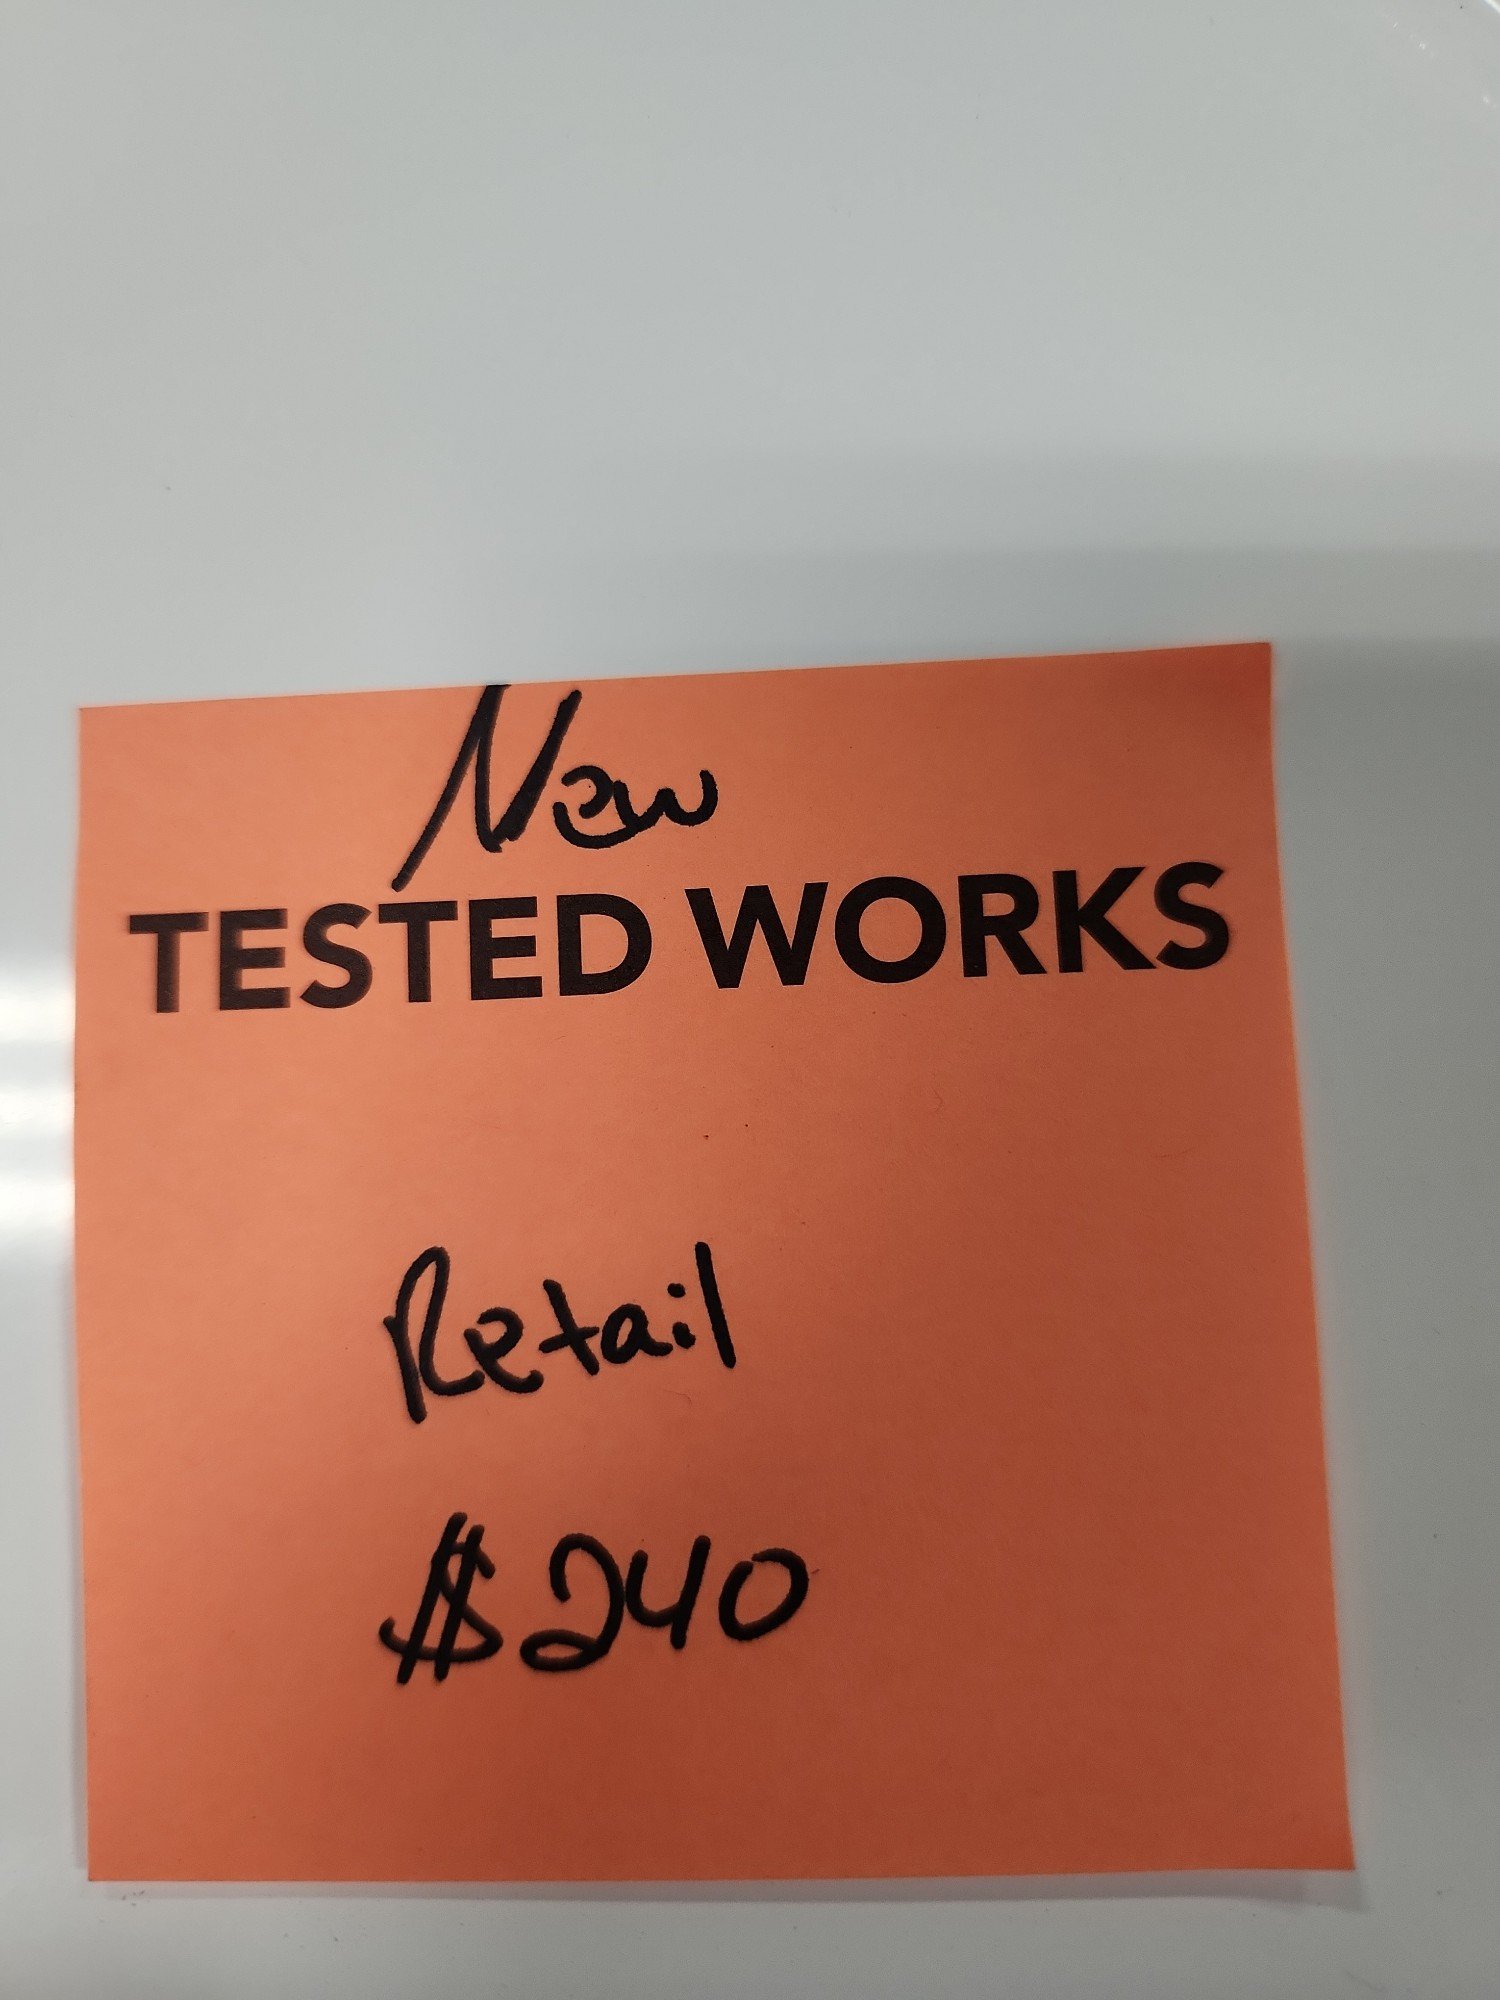 New
TESTED WORKS
Retail
$240